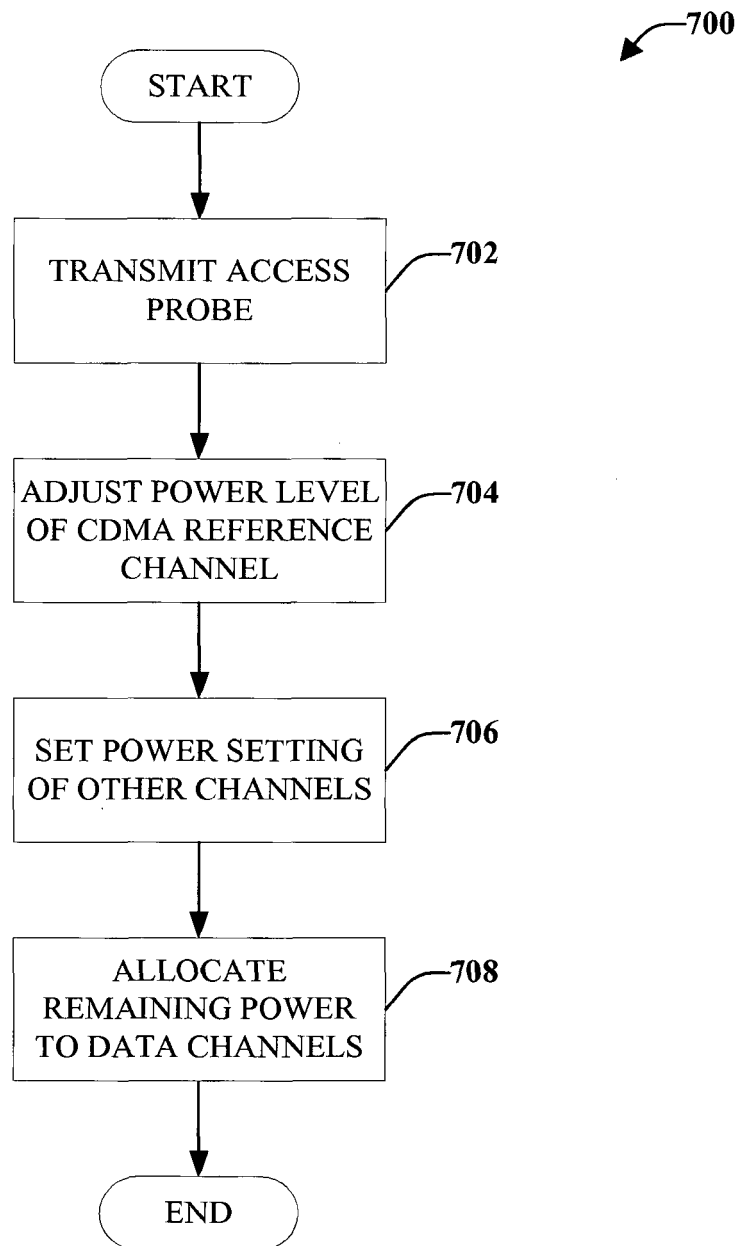 700
START
TRANSMIT ACCESS
PROBE
702
ADJUST POWER LEVEL
OF CDMA REFERENCE
CHANNEL
704
SET POWER SETTING
OF OTHER CHANNELS
706
ALLOCATE
REMAINING POWER
TO DATA CHANNELS
708
END